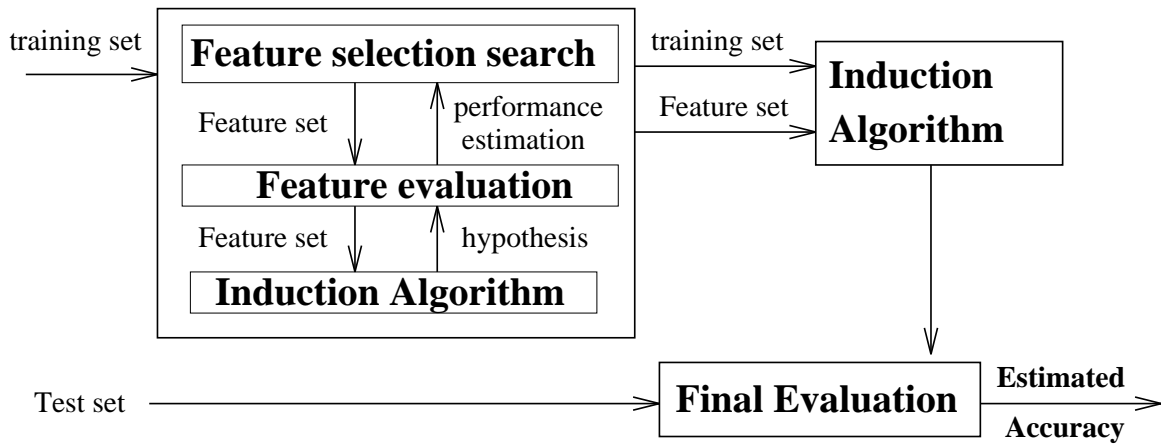 training set
Feature selection search
Feature set
performance
estimation
Feature evaluation
Feature set
hypothesis
Induction Algorithm
training set
Feature set
Induction
Algorithm
Test set
Final Evaluation
Estimated
Accuracy